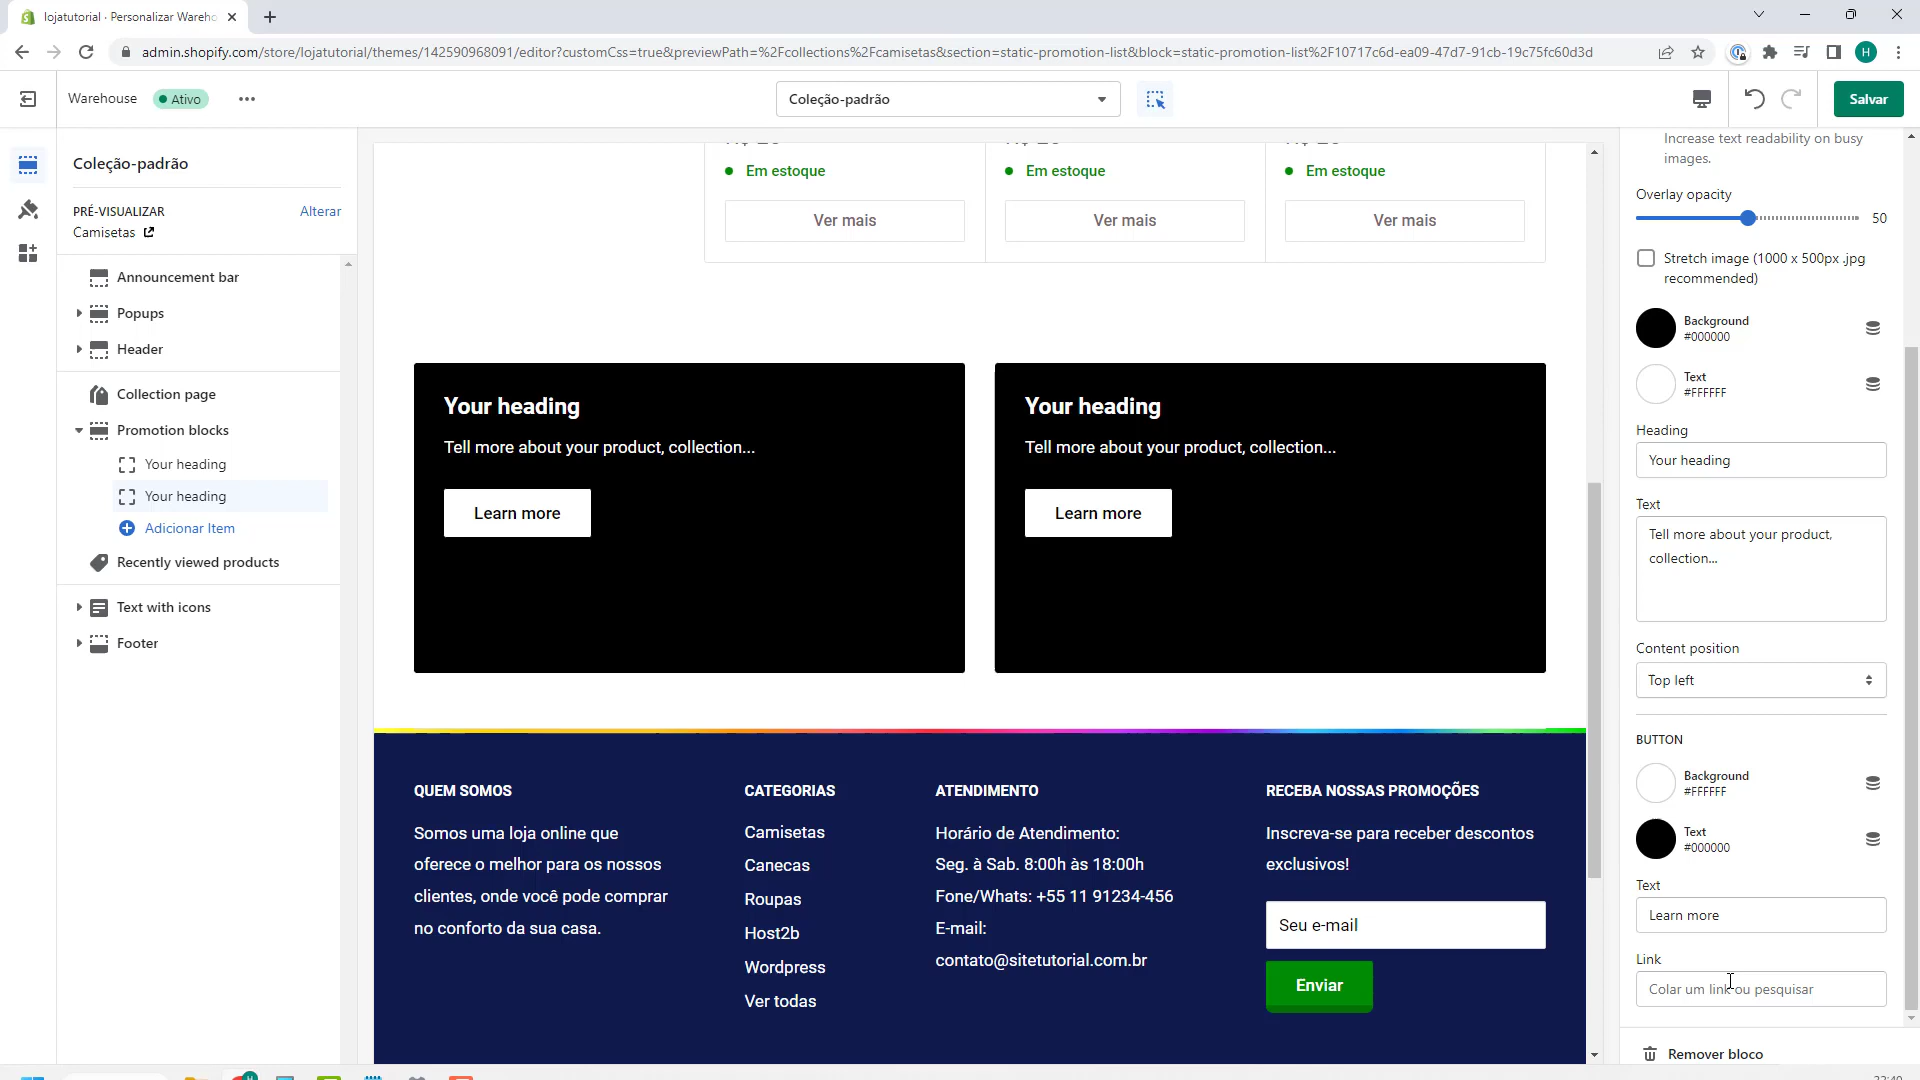 lojatutorial · Personalizar Wareho
admin.shopify.com/store/lojatutorial/themes/142590968091/editor?customCss=true&previewPath=%2Fcollections%2Fcamisetas&section=static-promotion-list&block=static-promotion-list%2F10717c6d-ea09-47d7-91cb-19c75fc60d3d
H
Warehouse
Ativo
Coleção-padrão
Salvar
Coleção-padrão
PRÉ-VISUALIZAR
Alterar
Camisetas
Announcement bar
Popups
Header
Collection page
Promotion blocks
Your heading
Your heading
Adicionar Item
Recently viewed products
Text with icons
Footer
Em estoque
Em estoque
Em estoque
Ver mais
Ver mais
Ver mais
Your heading
Tell more about your product, collection...
Learn more
Your heading
Tell more about your product, collection...
Learn more
QUEM SOMOS
Somos uma loja online que
oferece o melhor para os nossos
clientes, onde você pode comprar
no conforto da sua casa.
CATEGORIAS
Camisetas
Canecas
Roupas
Host2b
Wordpress
Ver todas
ATENDIMENTO
Horário de Atendimento:
Seg. à Sab. 8:00h às 18:00h
Fone/Whats: +55 11 91234-456
E-mail:
contato@sitetutorial.com.br
RECEBA NOSSAS PROMOÇÕES
Inscreva-se para receber descontos
exclusivos!
Seu e-mail
Enviar
Increase text readability on busy
images.
Overlay opacity
50
Stretch image (1000 x 500px .jpg
recommended)
Background
#000000
Text
#FFFFFF
Heading
Your heading
Text
Tell more about your product,
collection...
Content position
Top left
BUTTON
Background
#FFFFFF
Text
#000000
Text
Learn more
Link
Colar um link ou pesquisar
Remover bloco